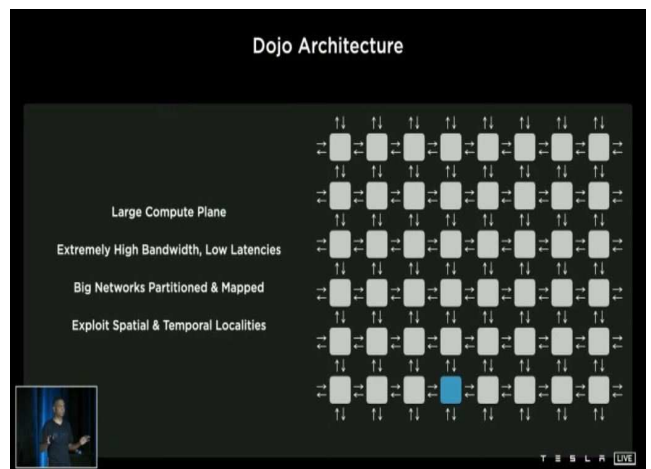 Dojo Architecture
Large Compute Plane
Extremely High Bandwidth, Low Latencies
Big Networks Partitioned & Mapped
Exploit Spatial & Temporal Localities
TESLA LIVE